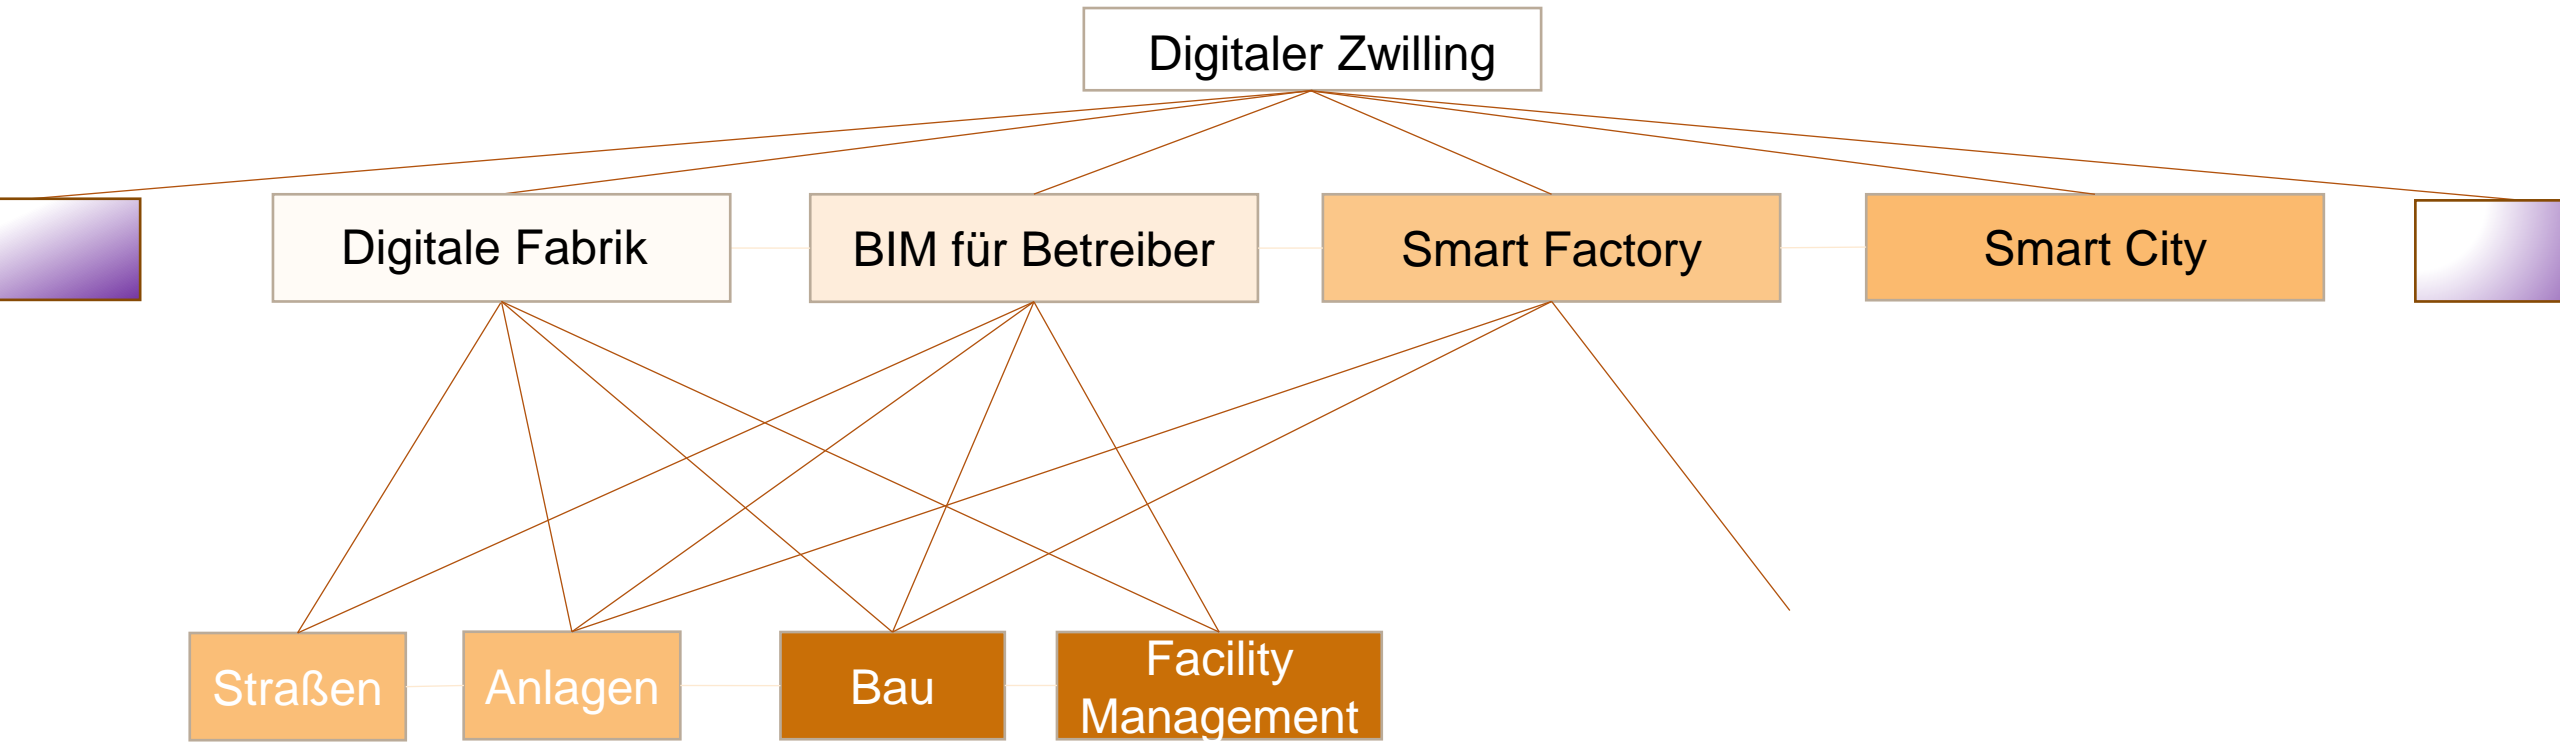 Digitaler Zwilling
Digitale Fabrik
BIM für Betreiber
Smart Factory
Smart City
Straßen
Anlagen
Bau
Facility
Management